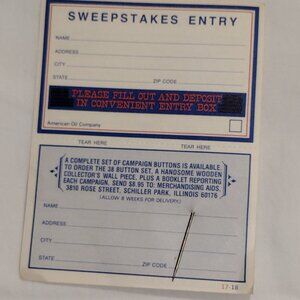 SWEEPSTAKES ENTRY
NAME
ADDRESS
CITY
STATE ZIP CODE
PLEASE FILL OUT AND DEPOSIT
IN CONVENIENT ENTRY BOX
American Oil Company
TEAR HERE TEAR HERE
A COMPLETE SET OF CAMPAIGN BUTTONS IS AVAILABLE
TO ORDER THE 38 BUTTON SET, A HANDSOME WOODEN
COLLECTOR'S WALL PIECE, PLUS A BOOKLET REPORTING
EACH CAMPAIGN, SEND $8.95 TO: MERCHANDISING AIDS,
3810 ROSE STREET, SCHILLER PARK, ILLINOIS 60176
(ALLOW 8 WEEKS FOR DELIVERY)
NAME
ADDRESS
CITY
STATE ZIP CODE
17-18